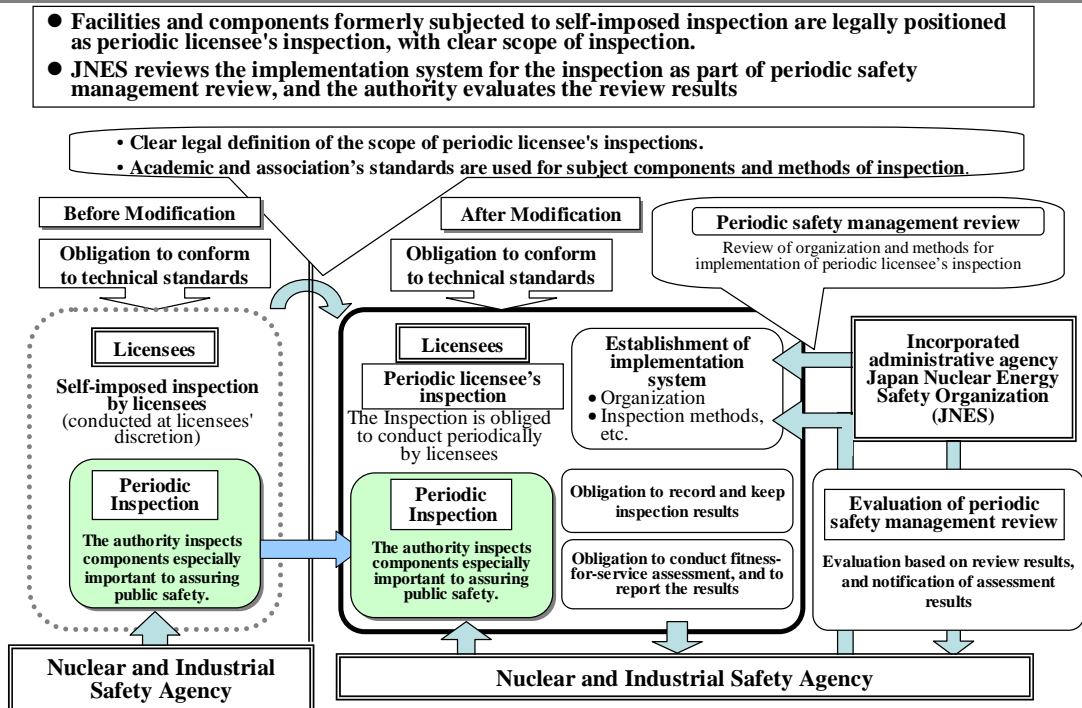 ● Facilities and components formerly subjected to self-imposed inspection are legally positioned
as periodic licensee's inspection, with clear scope of inspection.
● JNES reviews the implementation system for the inspection as part of periodic safety
management review, and the authority evaluates the review results
• Clear legal definition of the scope of periodic licensee's inspections.
• Academic and association’s standards are used for subject components and methods of inspection.
Before Modification
Obligation to conform
to technical standards
Licensees
Self-imposed inspection
by licensees
(conducted at licensees'
discretion)
Periodic
Inspection
The authority inspects
components especially
important to assuring
public safety.
Nuclear and Industrial
Safety Agency
After Modification
Obligation to conform
to technical standards
Licensees
Periodic licensee’s
inspection
The Inspection is obliged
to conduct periodically
by licensees
Periodic
Inspection
The authority inspects
components especially
important to assuring
public safety.
Establishment of
implementation
system
● Organization
● Inspection methods,
etc.
Obligation to record and keep
inspection results
Obligation to conduct fitness-
for-service assessment, and to
report the results
Periodic safety management review
Review of organization and methods for
implementation of periodic licensee’s inspection
Incorporated
administrative agency
Japan Nuclear Energy
Safety Organization
(JNES)
Evaluation of periodic
safety management review
Evaluation based on review results,
and notification of assessment
results
Nuclear and Industrial Safety Agency